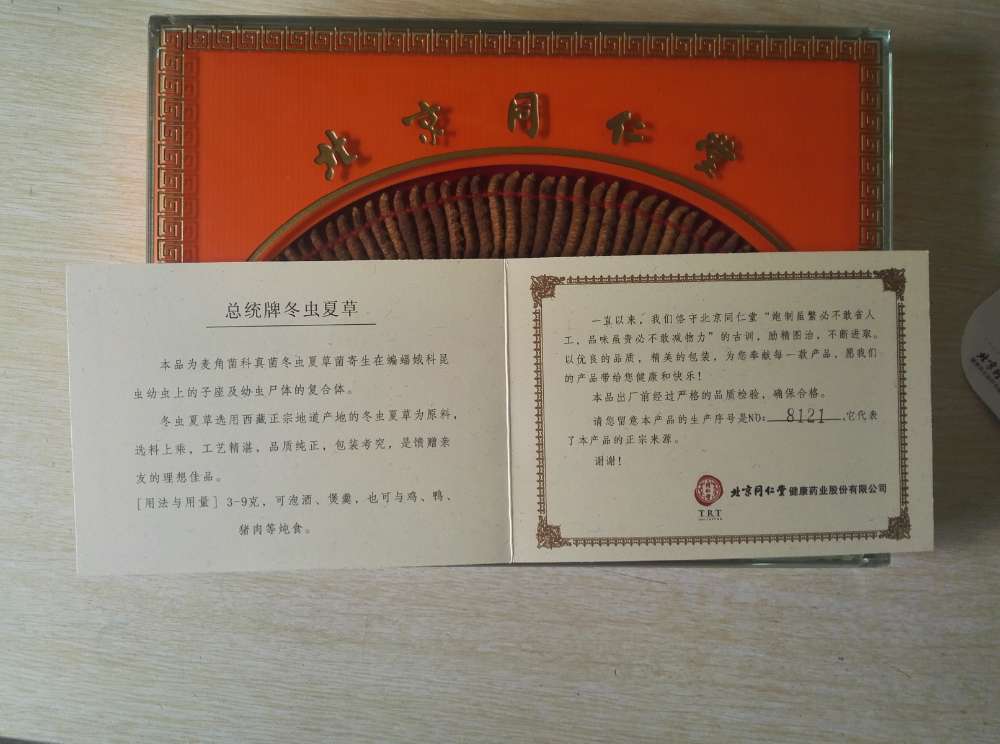 北京同仁堂
总统牌冬虫夏草
本品为麦角菌科真菌冬虫夏草菌寄生在蝙蝠蛾科昆
虫幼虫上的子座及幼虫尸体的复合体。
冬虫夏草选用西藏正宗地道产地的冬虫夏草为原料，
选料上乘，工艺精湛，品质纯正，包装考究，是馈赠亲
友的理想佳品。
[用法与用量] 3-9克，可泡酒、煲羹，也可与鸡、鸭、
猪肉等炖食。
一直以来，我们恪守北京同仁堂“炮制虽繁必不敢省人
工，品味虽贵必不敢减物力”的古训，励精图治，不断进取。
以优良的品质，精美的包装，为您奉献每一款产品，愿我们
的产品带给您健康和快乐！
本品出厂前经过严格的品质检验，确保合格。
请您留意本产品的生产序号是NO: 8121 ,它代表
了本产品的正宗来源。
谢谢！
TRT
北京同仁堂健康药业股份有限公司